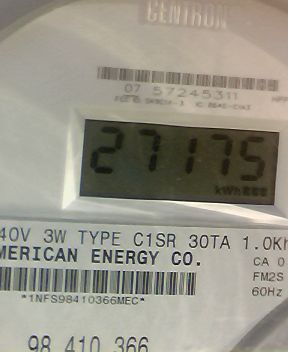 CENTRON
07 57245311
27175
kWh
40V 3W TYPE C1SR 30TA 1.0Kh
MERICAN ENERGY CO.
CA 0
FM2S
60Hz
*1NFS98410366MEC*
98 410 366